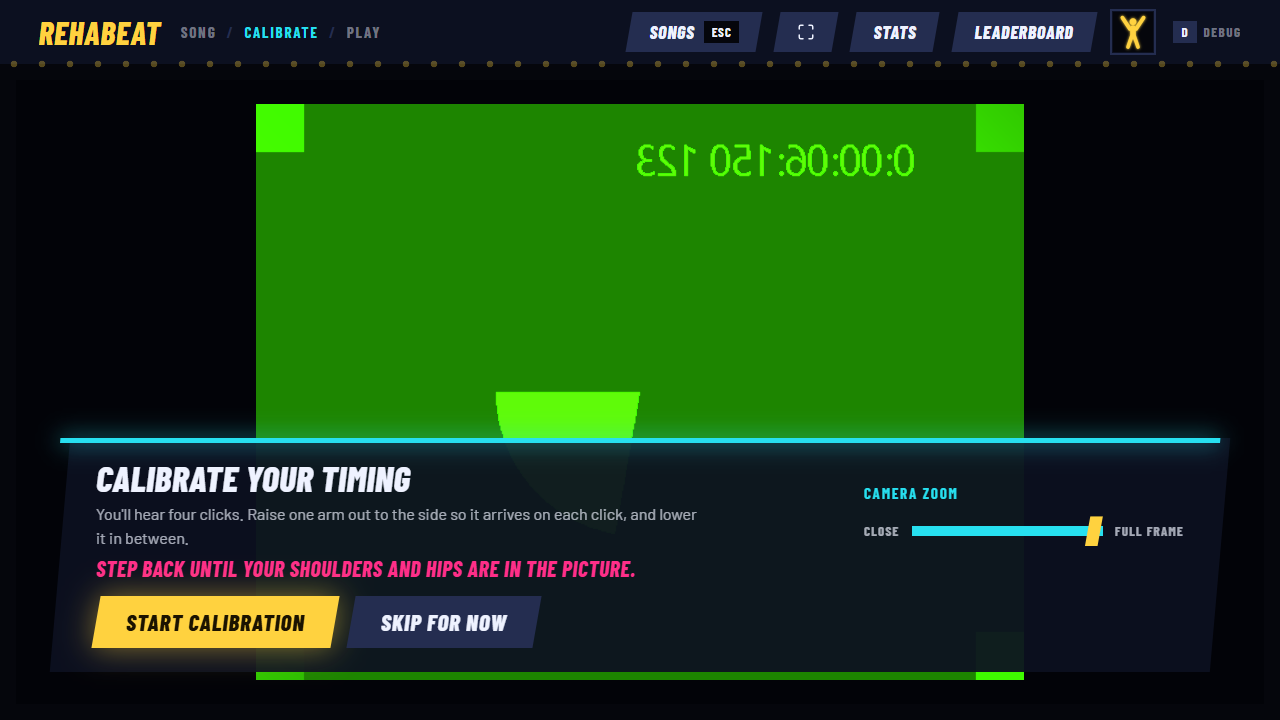 REHABEAT SONG / CALIBRATE / PLAY SONGS ESC STATS LEADERBOARD D DEBUG
0:00:06:150 123
CALIBRATE YOUR TIMING
You'll hear four clicks. Raise one arm out to the side so it arrives on each click, and lower
it in between.
STEP BACK UNTIL YOUR SHOULDERS AND HIPS ARE IN THE PICTURE.
CAMERA ZOOM
CLOSE FULL FRAME
START CALIBRATION SKIP FOR NOW